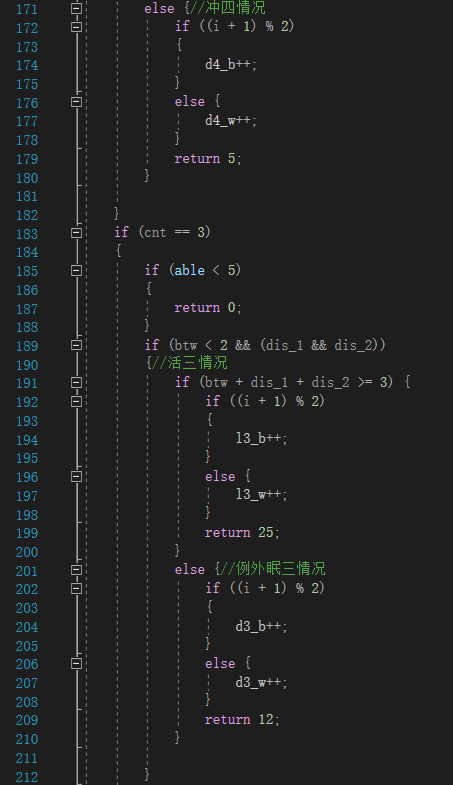 171 else {//冲四情况
172 if ((i + 1) % 2)
173 {
174 d4_b++;
175 }
176 else {
177 d4_w++;
178 }
179 return 5;
180 }
181
182 }
183 if (cnt == 3)
184 {
185 if (able < 5)
186 {
187 return 0;
188 }
189 if (btw < 2 && (dis_1 && dis_2))
190 {//活三情况
191 if (btw + dis_1 + dis_2 >= 3) {
192 if ((i + 1) % 2)
193 {
194 l3_b++;
195 }
196 else {
197 l3_w++;
198 }
199 return 25;
200 }
201 else {//例外眠三情况
202 if ((i + 1) % 2)
203 {
204 d3_b++;
205 }
206 else {
207 d3_w++;
208 }
209 return 12;
210 }
211
212 }